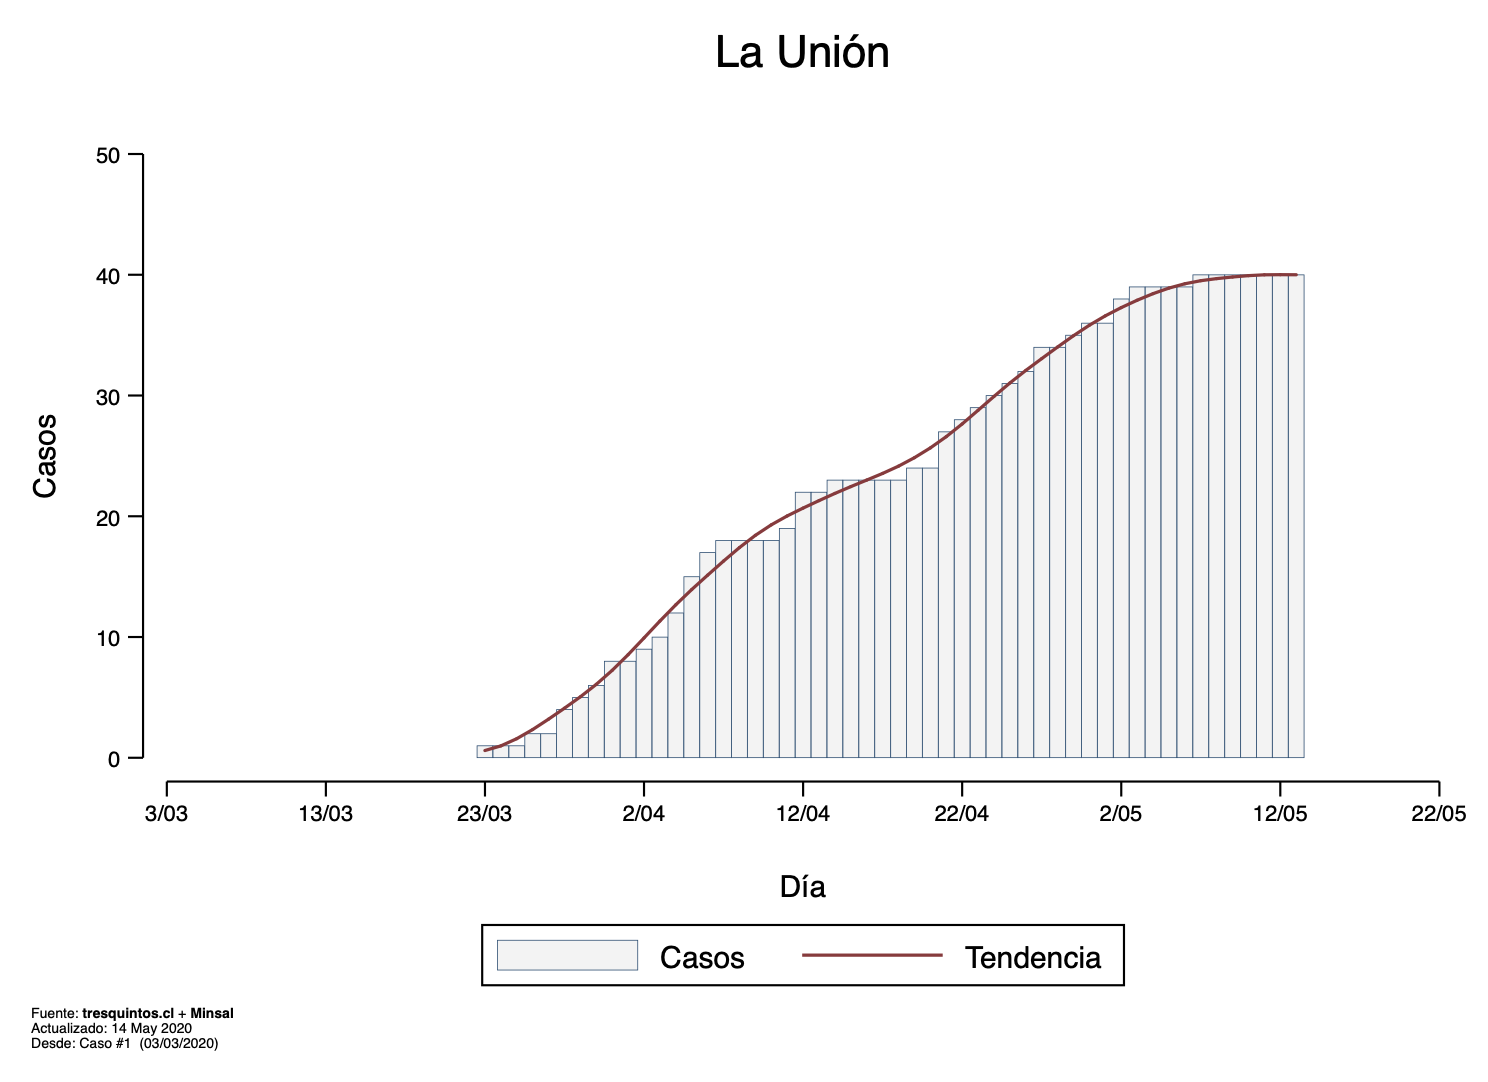 La Unión
50
40
30
20
10
0
Casos
3/03 13/03 23/03 2/04 12/04 22/04 2/05 12/05 22/05
Día
Casos Tendencia
Fuente: tresquintos.cl + Minsal
Actualizado: 14 May 2020
Desde: Caso #1 (03/03/2020)